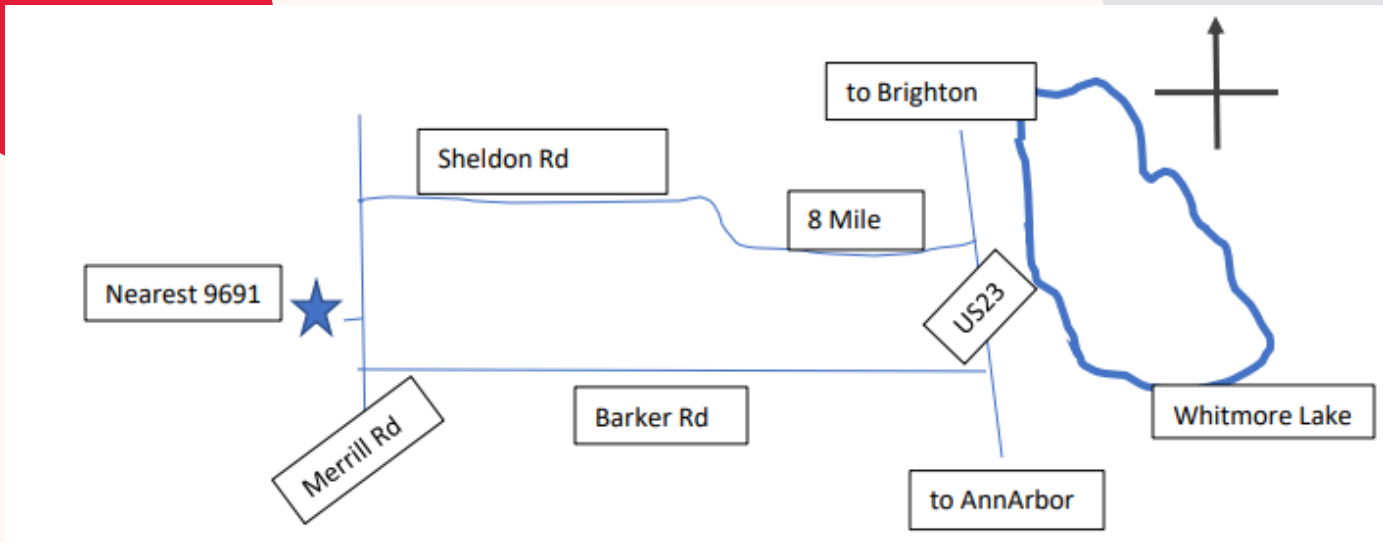 to Brighton
Sheldon Rd
8 Mile
Nearest 9691
US23
Barker Rd
Whitmore Lake
Merrill Rd
to AnnArbor